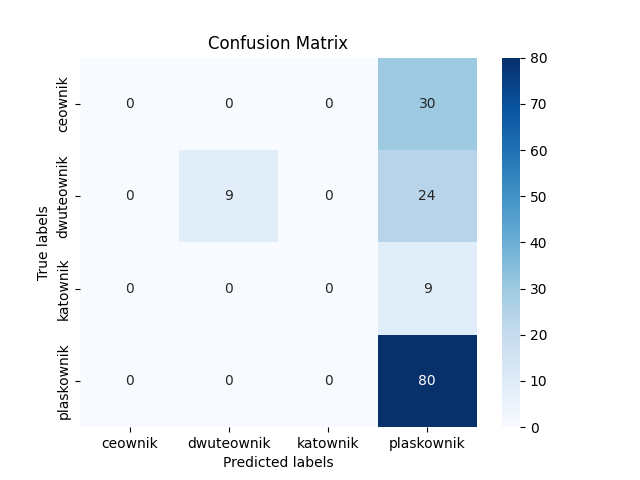 Confusion Matrix
True labels
ceownik 0 0 0 30
dwuteownik 0 9 0 24
katownik 0 0 0 9
plaskownik 0 0 0 80
ceownik dwuteownik katownik plaskownik
Predicted labels
80
70
60
50
40
30
20
10
0